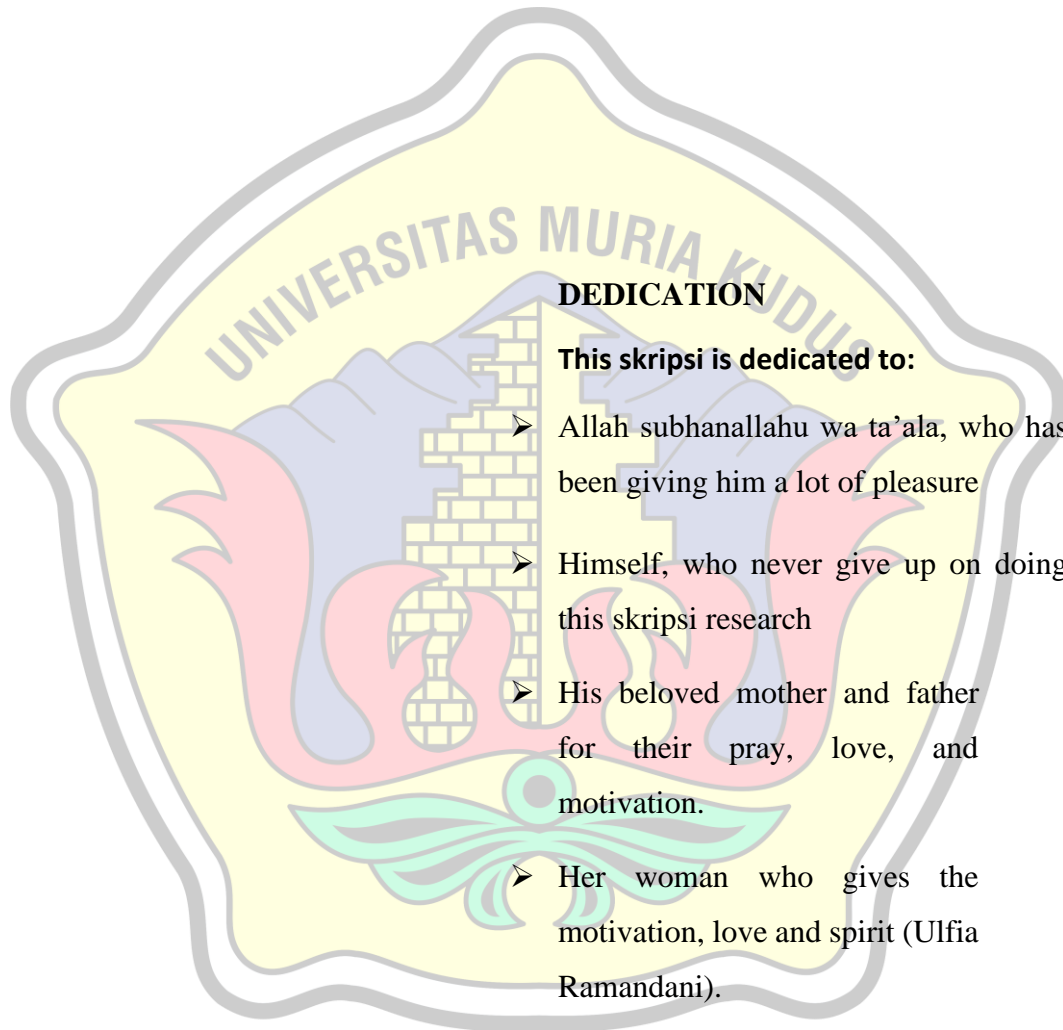 UNIVERSITAS MURIA KUDUS
DEDICATION
This skripsi is dedicated to:
➢ Allah subhanallahu wa ta’ala, who has
been giving him a lot of pleasure
➢ Himself, who never give up on doing
this skripsi research
➢ His beloved mother and father
for their pray, love, and
motivation.
➢ Her woman who gives the
motivation, love and spirit (Ulfia
Ramandani).